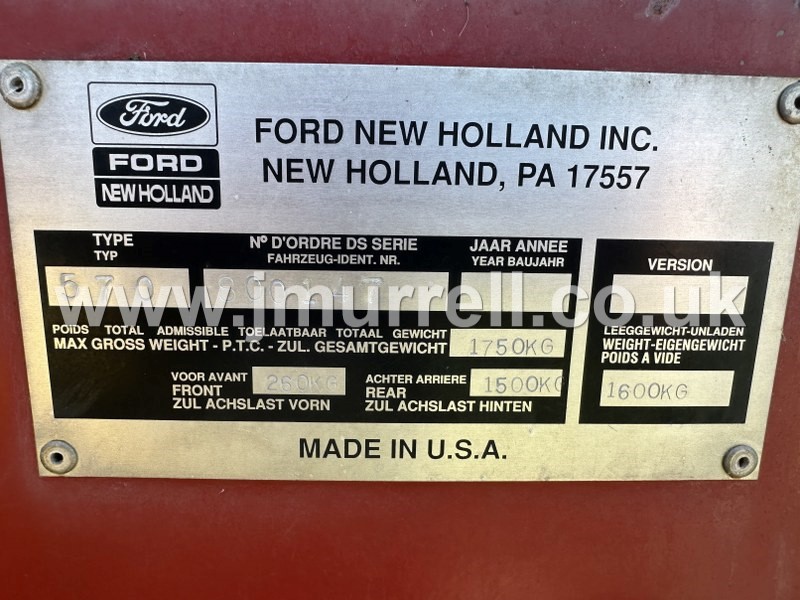 Ford
FORD
NEW HOLLAND
FORD NEW HOLLAND INC.
NEW HOLLAND, PA 17557
TYPE
TYP
570
Nº D'ORDRE DS SERIE
FAHRZEUG-IDENT. NR.
JAAR ANNEE
YEAR BAUJAHR
VERSION
www.jmurrell.co.uk
POIDS TOTAL ADMISSIBLE TOELAATBAAR TOTAAL GEWICHT
MAX GROSS WEIGHT - P.T.C. - ZUL. GESAMTGEWICHT
1750KG
VOOR AVANT
FRONT
ZUL ACHSLAST VORN
260KG
ACHTER ARRIERE
REAR
ZUL ACHSLAST HINTEN
1500KG
LEEGGEWICHT-UNLADEN
WEIGHT-EIGENGEWICHT
POIDS A VIDE
1600KG
MADE IN U.S.A.